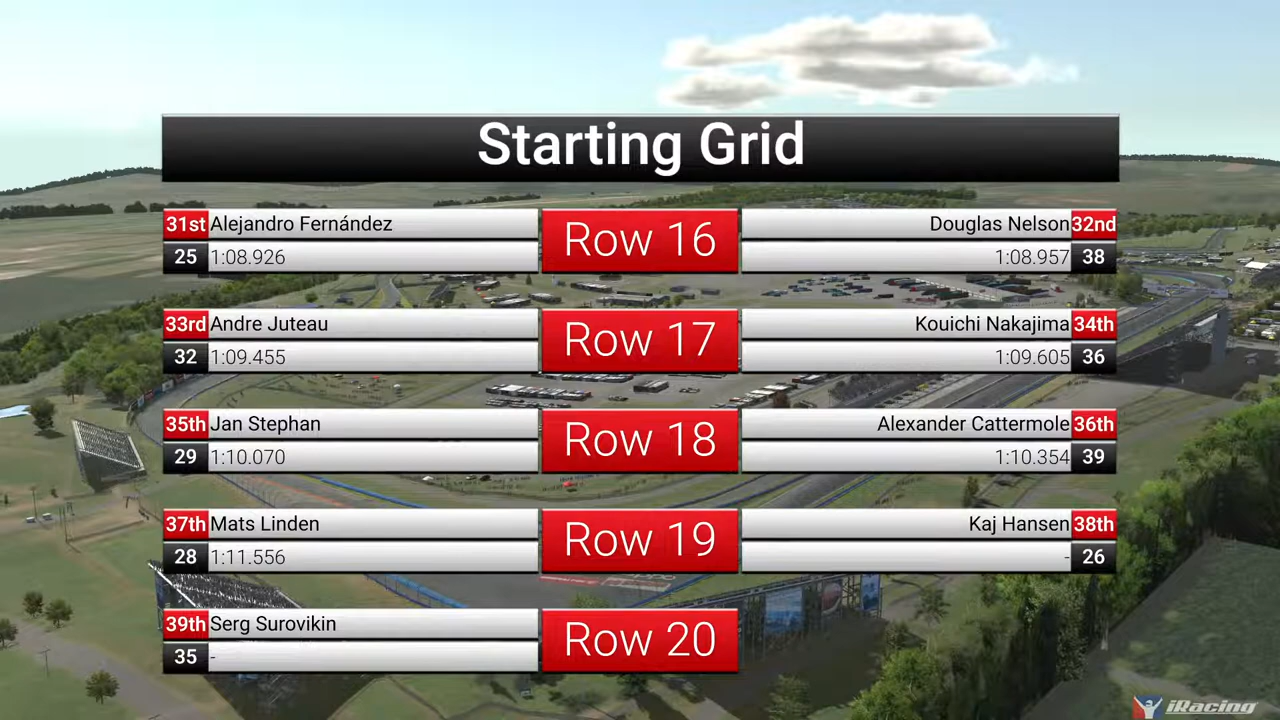 Starting Grid
31st Alejandro Fernández Row 16 Douglas Nelson 32nd
25 1:08.926 1:08.957 38
33rd Andre Juteau Row 17 Kouichi Nakajima 34th
32 1:09.455 1:09.605 36
35th Jan Stephan Row 18 Alexander Cattermole 36th
29 1:10.070 1:10.354 39
37th Mats Linden Row 19 Kaj Hansen 38th
28 1:11.556 - 26
39th Serg Surovikin Row 20
35 -
iRacing